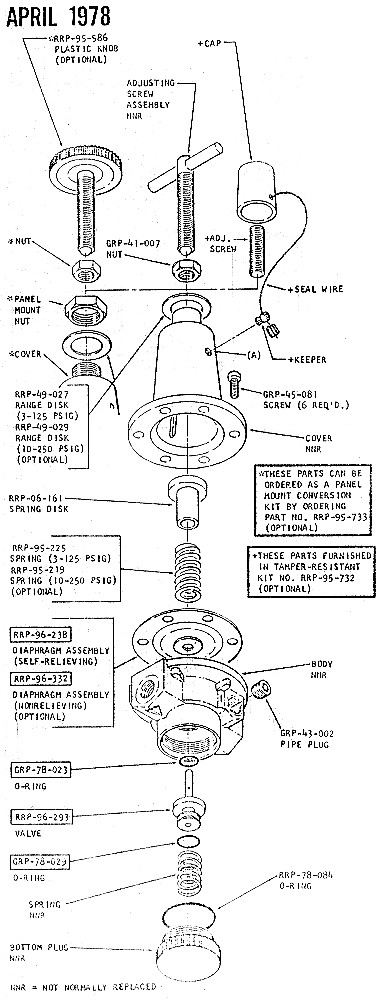 APRIL 1978
*RRP-95-586
PLASTIC KNOB
(OPTIONAL)
+CAP
ADJUSTING
SCREW
ASSEMBLY
NNR
*NUT
GRP-41-007
NUT
+ADJ.
SCREW
*PANEL
MOUNT
NUT
+SEAL WIRE
*COVER
(A)
+KEEPER
RRP-49-027
RANGE DISK
(3-125 PSIG)
RRP-49-029
RANGE DISK
(10-250 PSIG)
(OPTIONAL)
GRP-45-081
SCREW (6 REQ'D.)
COVER
NNR
RRP-06-161
SPRING DISK
*THESE PARTS CAN BE
ORDERED AS A PANEL
MOUNT CONVERSION
KIT BY ORDERING
PART NO. RRP-95-733
(OPTIONAL)
RRP-95-225
SPRING (3-125 PSIG)
RRP-95-219
SPRING (10-250 PSIG)
(OPTIONAL)
+THESE PARTS FURNISHED
IN TAMPER-RESISTANT
KIT NO. RRP-95-732
(OPTIONAL)
RRP-96-238
DIAPHRAGM ASSEMBLY
(SELF-RELIEVING)
RRP-96-332
DIAPHRAGM ASSEMBLY
(NONRELIEVING)
(OPTIONAL)
BODY
NNR
GRP-43-002
PIPE PLUG
GRP-78-023
O-RING
RRP-96-293
VALVE
GRP-78-029
O-RING
RRP-78-084
O-RING
SPRING
NNR
BOTTOM PLUG
NNR
NNR = NOT NORMALLY REPLACED